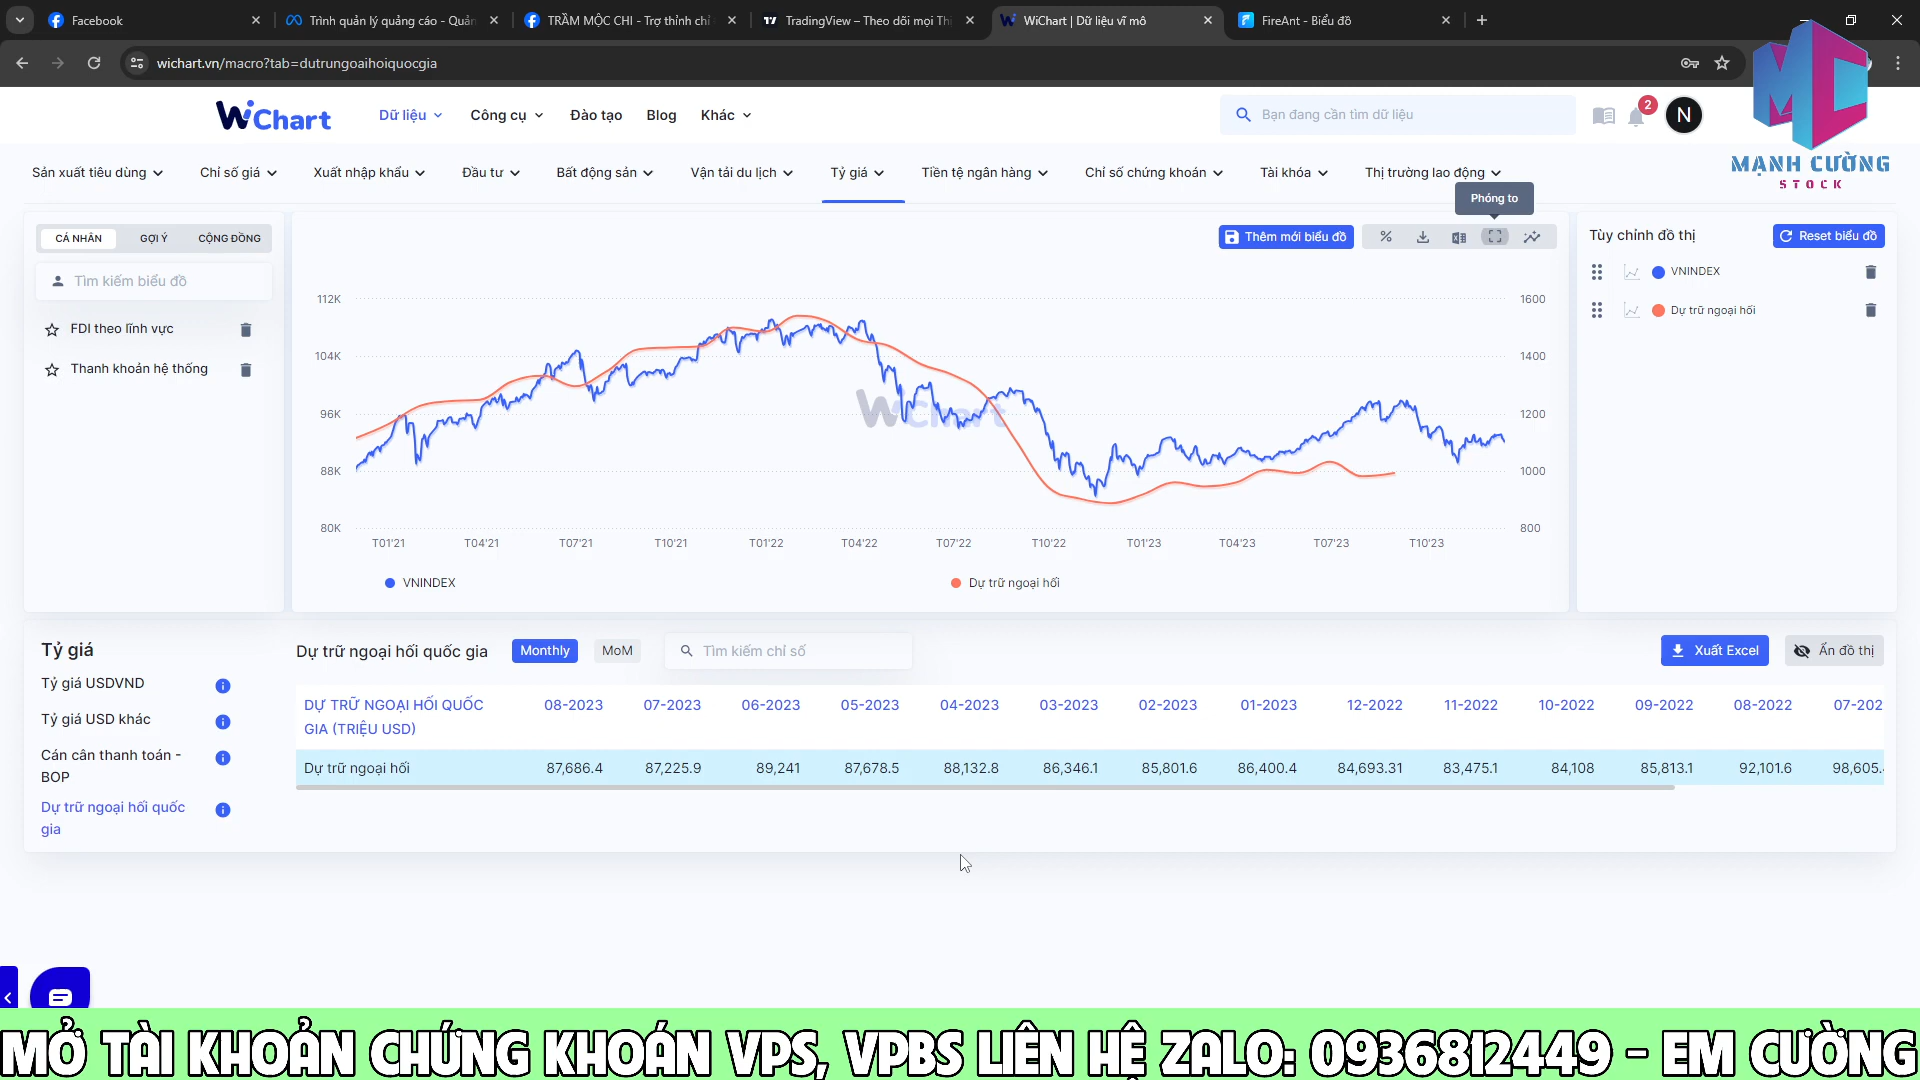 Facebook
Trình quản lý quảng cáo - Quản
TRẦM MỘC CHI - Trợ thỉnh chỉ
TradingView – Theo dõi mọi Th
WiChart | Dữ liệu vĩ mô
FireAnt - Biểu đồ
wichart.vn/macro?tab=dutrungoaihoiquocgia
WiChart
Dữ liệu
Công cụ
Đào tạo
Blog
Khác
Bạn đang cần tìm dữ liệu
2
N
MC
MẠNH CƯỜNG
STOCK
Sản xuất tiêu dùng
Chỉ số giá
Xuất nhập khẩu
Đầu tư
Bất động sản
Vận tải du lịch
Tỷ giá
Tiền tệ ngân hàng
Chỉ số chứng khoán
Tài khóa
Thị trường lao động
Phóng to
CÁ NHÂN
GỢI Ý
CỘNG ĐỒNG
Tìm kiếm biểu đồ
FDI theo lĩnh vực
Thanh khoản hệ thống
Thêm mới biểu đồ
112K
104K
96K
88K
80K
1600
1400
1200
1000
800
WiChart
T01'21
T04'21
T07'21
T10'21
T01'22
T04'22
T07'22
T10'22
T01'23
T04'23
T07'23
T10'23
VNINDEX
Dự trữ ngoại hối
Tùy chỉnh đồ thị
Reset biểu đồ
VNINDEX
Dự trữ ngoại hối
Tỷ giá
Tỷ giá USDVND
Tỷ giá USD khác
Cán cân thanh toán -
BOP
Dự trữ ngoại hối quốc
gia
Dự trữ ngoại hối quốc gia
Monthly
MoM
Tìm kiếm chỉ số
Xuất Excel
Ẩn đồ thị
DỰ TRỮ NGOẠI HỐI QUỐC
GIA (TRIỆU USD)
08-2023 07-2023 06-2023 05-2023 04-2023 03-2023 02-2023 01-2023 12-2022 11-2022 10-2022 09-2022 08-2022 07-202
Dự trữ ngoại hối 87,686.4 87,225.9 89,241 87,678.5 88,132.8 86,346.1 85,801.6 86,400.4 84,693.31 83,475.1 84,108 85,813.1 92,101.6 98,605.
MỞ TÀI KHOẢN CHỨNG KHOÁN VPS, VPBS LIÊN HỆ ZALO: 0936812449 - EM CƯỜNG